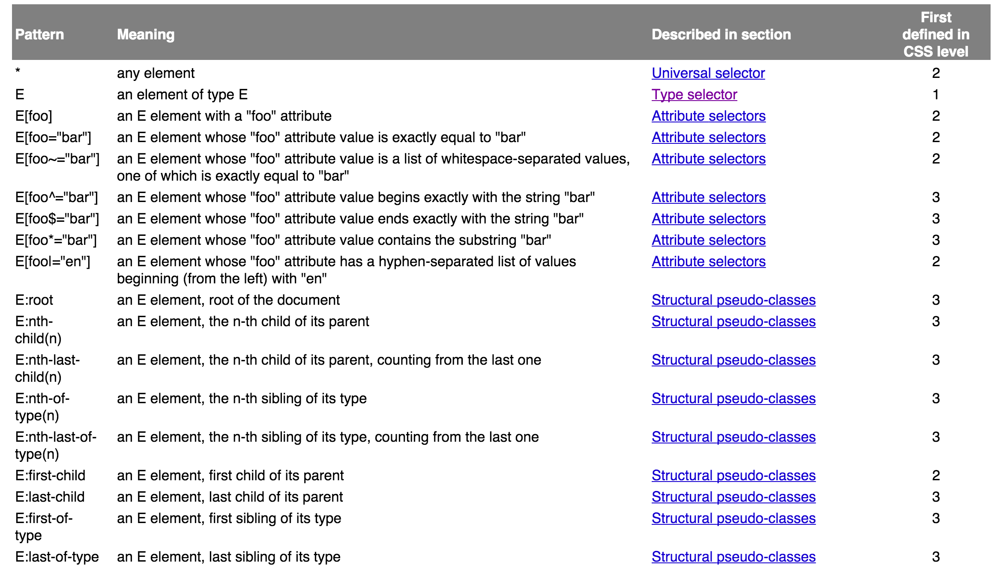 Pattern Meaning Described in section First defined in CSS level
* any element Universal selector 2
E an element of type E Type selector 1
E[foo] an E element with a "foo" attribute Attribute selectors 2
E[foo="bar"] an E element whose "foo" attribute value is exactly equal to "bar" Attribute selectors 2
E[foo~="bar"] an E element whose "foo" attribute value is a list of whitespace-separated values, Attribute selectors 2
one of which is exactly equal to "bar"
E[foo^="bar"] an E element whose "foo" attribute value begins exactly with the string "bar" Attribute selectors 3
E[foo$="bar"] an E element whose "foo" attribute value ends exactly with the string "bar" Attribute selectors 3
E[foo*="bar"] an E element whose "foo" attribute value contains the substring "bar" Attribute selectors 3
E[foo|="en"] an E element whose "foo" attribute has a hyphen-separated list of values Attribute selectors 2
beginning (from the left) with "en"
E:root an E element, root of the document Structural pseudo-classes 3
E:nth- an E element, the n-th child of its parent Structural pseudo-classes 3
child(n)
E:nth-last- an E element, the n-th child of its parent, counting from the last one Structural pseudo-classes 3
child(n)
E:nth-of- an E element, the n-th sibling of its type Structural pseudo-classes 3
type(n)
E:nth-last-of- an E element, the n-th sibling of its type, counting from the last one Structural pseudo-classes 3
type(n)
E:first-child an E element, first child of its parent Structural pseudo-classes 2
E:last-child an E element, last child of its parent Structural pseudo-classes 3
E:first-of- an E element, first sibling of its type Structural pseudo-classes 3
type
E:last-of-type an E element, last sibling of its type Structural pseudo-classes 3